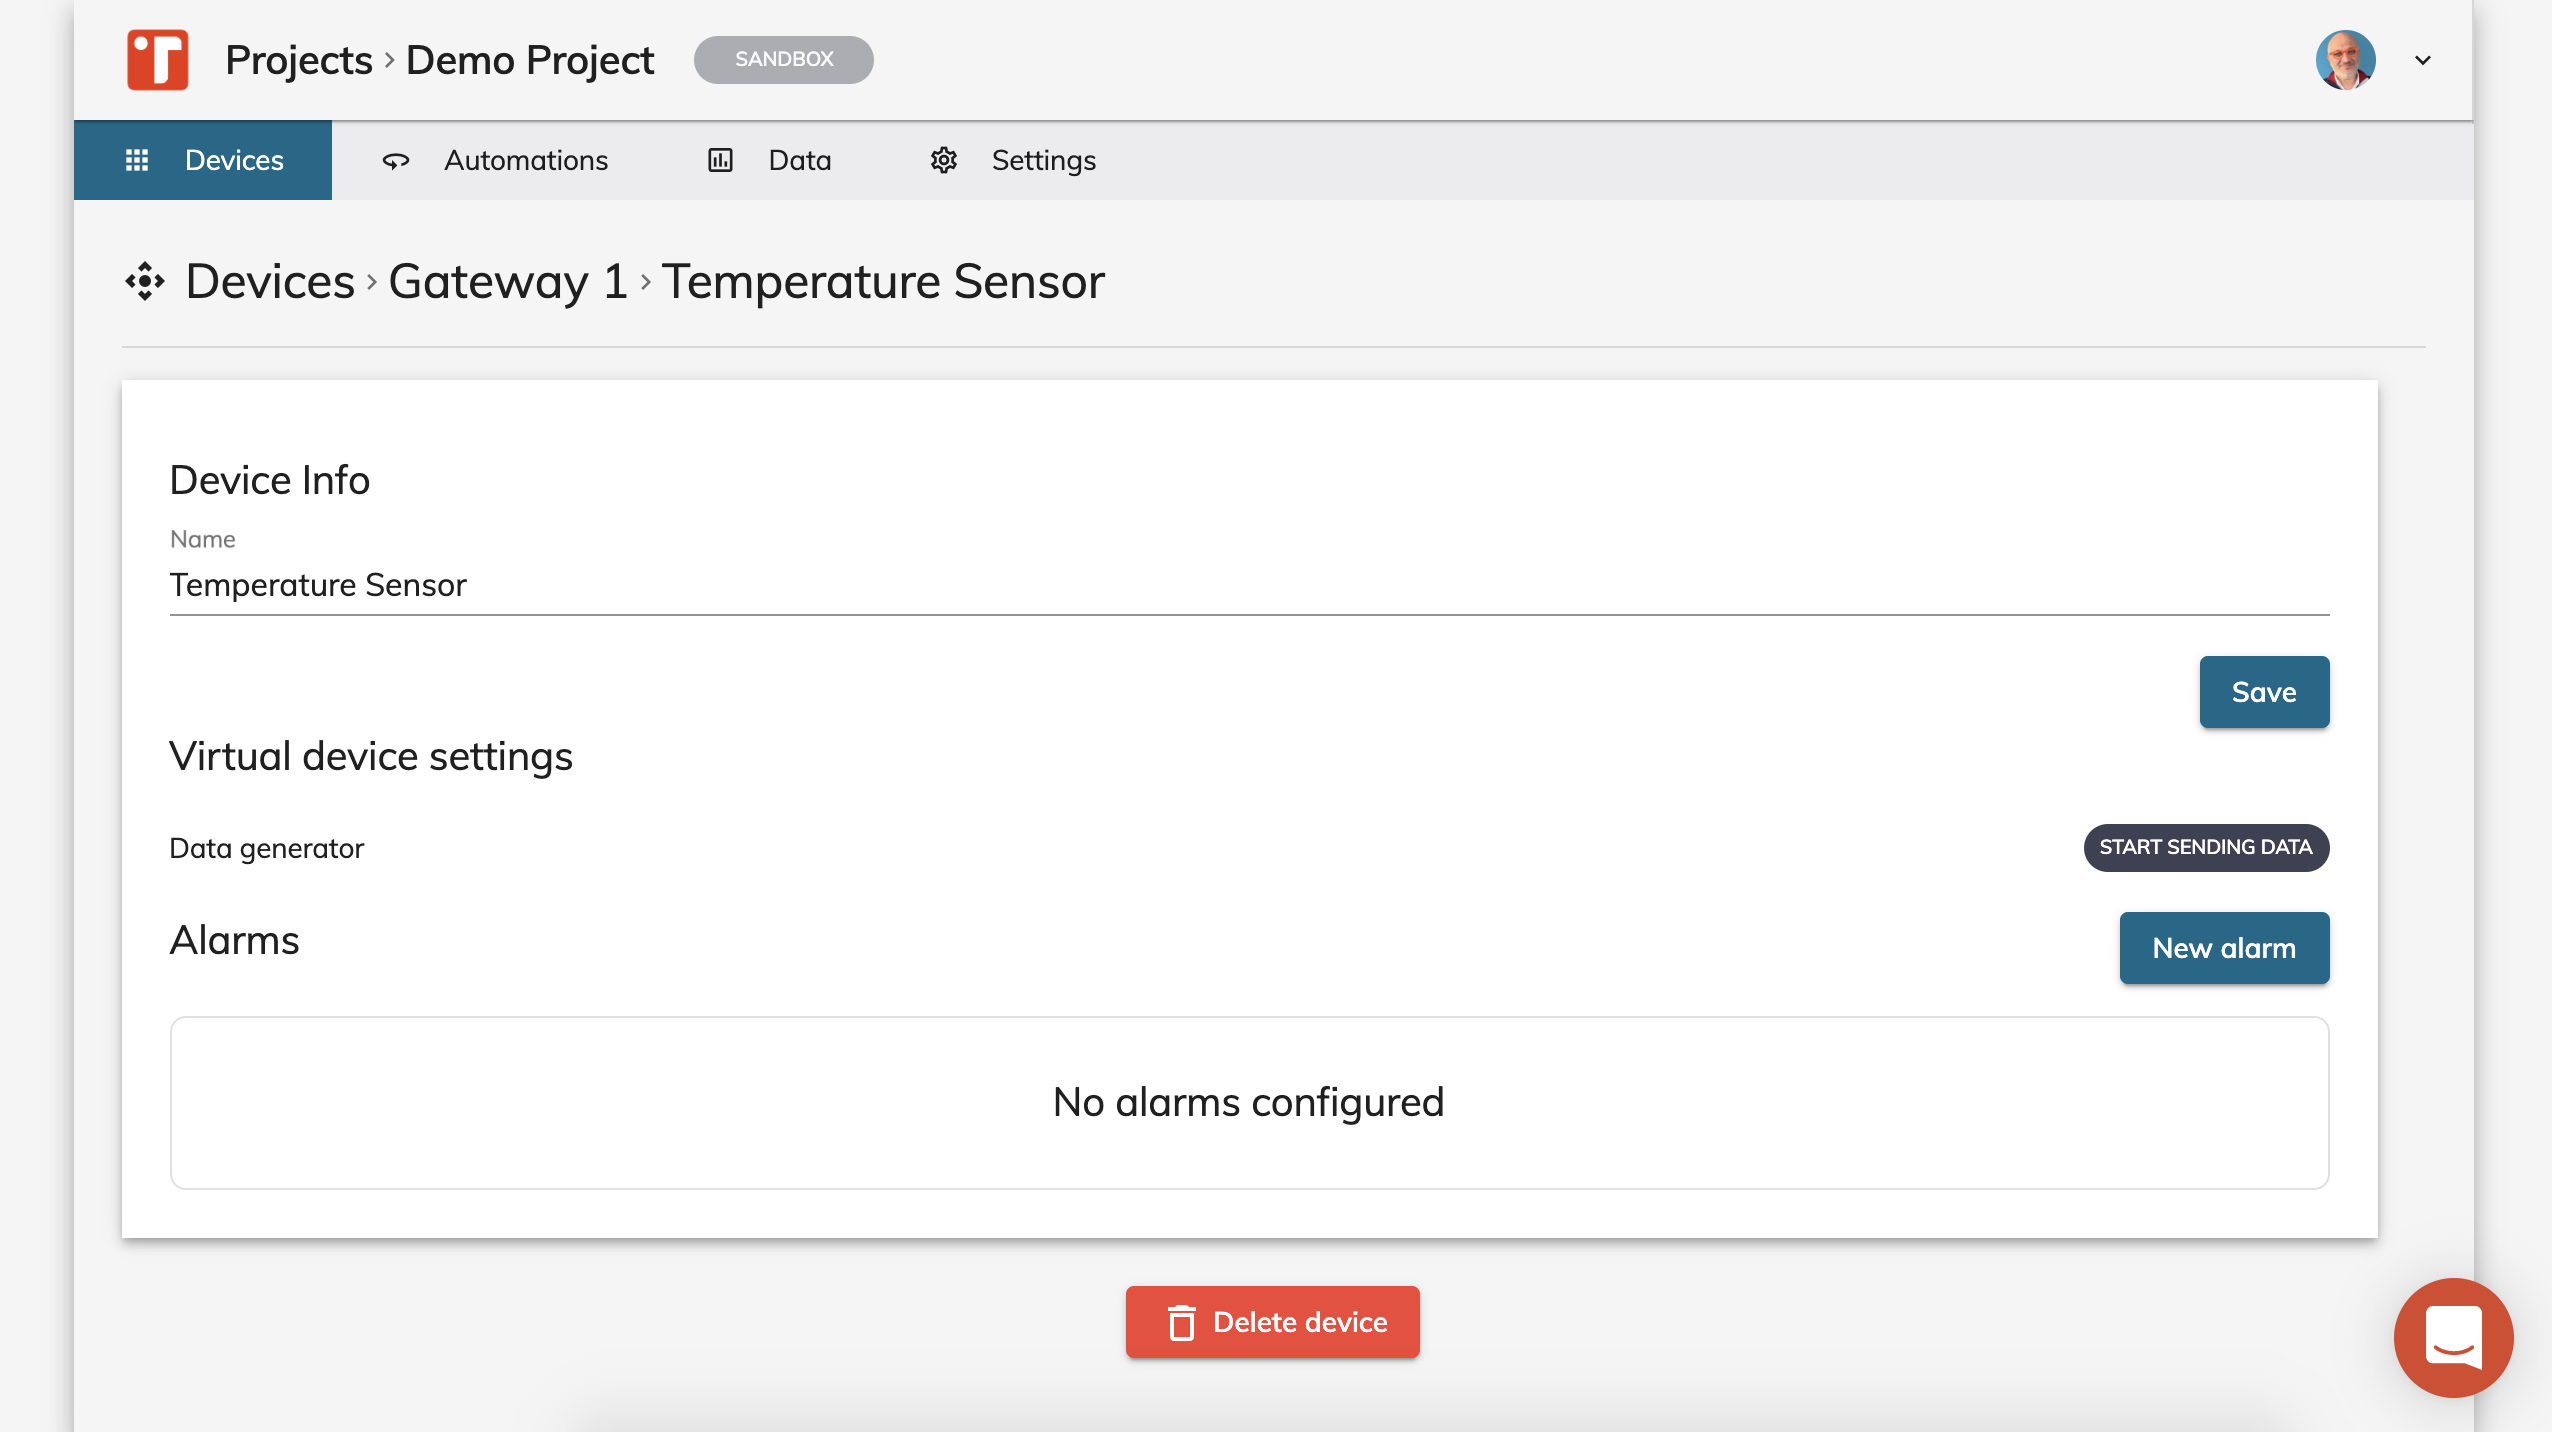 Projects › Demo Project SANDBOX
Devices Automations Data Settings
Devices › Gateway 1 › Temperature Sensor
Device Info
Name
Temperature Sensor
Save
Virtual device settings
Data generator START SENDING DATA
Alarms New alarm
No alarms configured
Delete device